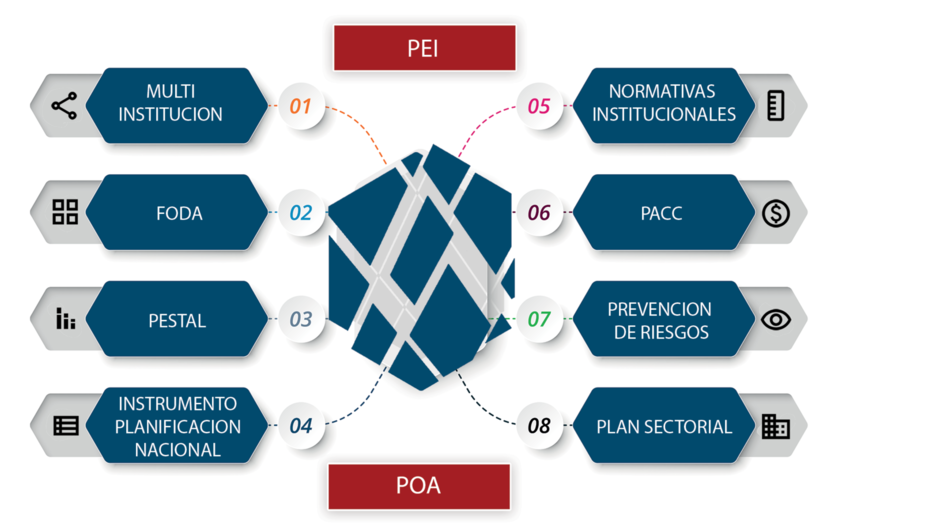 PEI
MULTI
INSTITUCION
01
05
NORMATIVAS
INSTITUCIONALES
FODA
02
06
PACC
PESTAL
03
07
PREVENCION
DE RIESGOS
INSTRUMENTO
PLANIFICACION
NACIONAL
04
08
PLAN SECTORIAL
POA